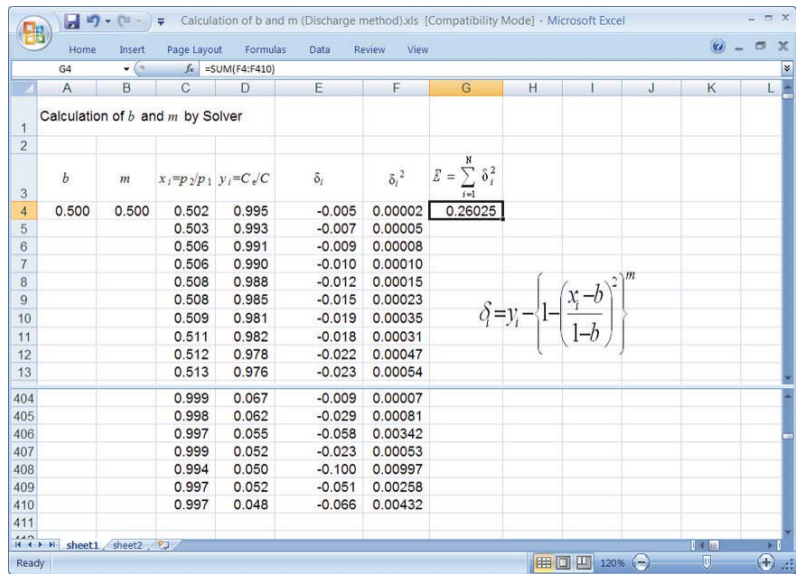 Calculation of b and m (Discharge method).xls [Compatibility Mode] - Microsoft Excel
Home Insert Page Layout Formulas Data Review View
G4 fx =SUM(F4:F410)
A B C D E F G H I J K L
1 Calculation of b and m by Solver
2
3 b m xᵢ=p₂/p₁ yᵢ=Cₑ/C δᵢ δᵢ² E = ∑ᵢ₌₁ᴺ δᵢ²
4 0.500 0.500 0.502 0.995 -0.005 0.00002 0.26025
5 0.503 0.993 -0.007 0.00005
6 0.506 0.991 -0.009 0.00008
7 0.506 0.990 -0.010 0.00010
8 0.508 0.988 -0.012 0.00015
9 0.508 0.985 -0.015 0.00023
10 0.509 0.981 -0.019 0.00035
11 0.511 0.982 -0.018 0.00031
12 0.512 0.978 -0.022 0.00047
13 0.513 0.976 -0.023 0.00054
δᵢ=yᵢ−{1−((xᵢ−b)/(1−b))²}ᵐ
404 0.999 0.067 -0.009 0.00007
405 0.998 0.062 -0.029 0.00081
406 0.997 0.055 -0.058 0.00342
407 0.999 0.052 -0.023 0.00053
408 0.994 0.050 -0.100 0.00997
409 0.997 0.052 -0.051 0.00258
410 0.997 0.048 -0.066 0.00432
411
sheet1 sheet2
Ready 120%